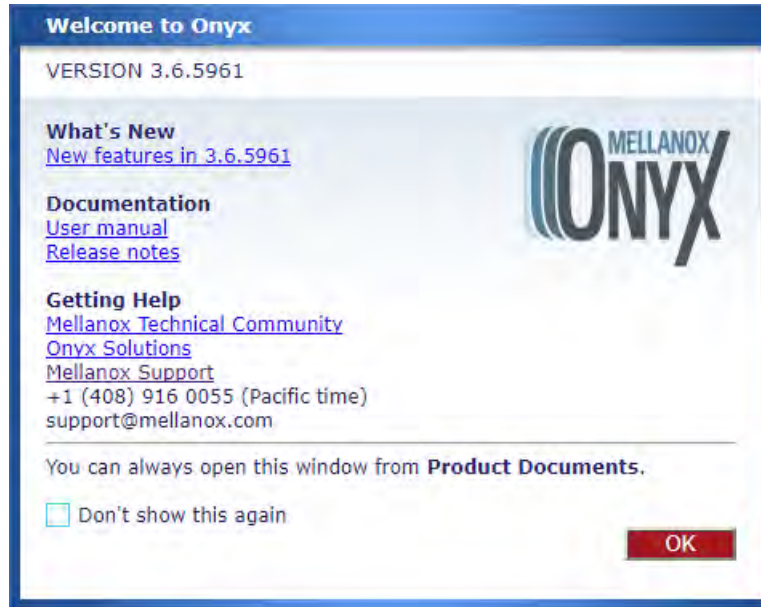 Welcome to Onyx
VERSION 3.6.5961
What's New
New features in 3.6.5961
MELLANOX
ONYX
Documentation
User manual
Release notes
Getting Help
Mellanox Technical Community
Onyx Solutions
Mellanox Support
+1 (408) 916 0055 (Pacific time)
support@mellanox.com
You can always open this window from Product Documents.
Don't show this again
OK